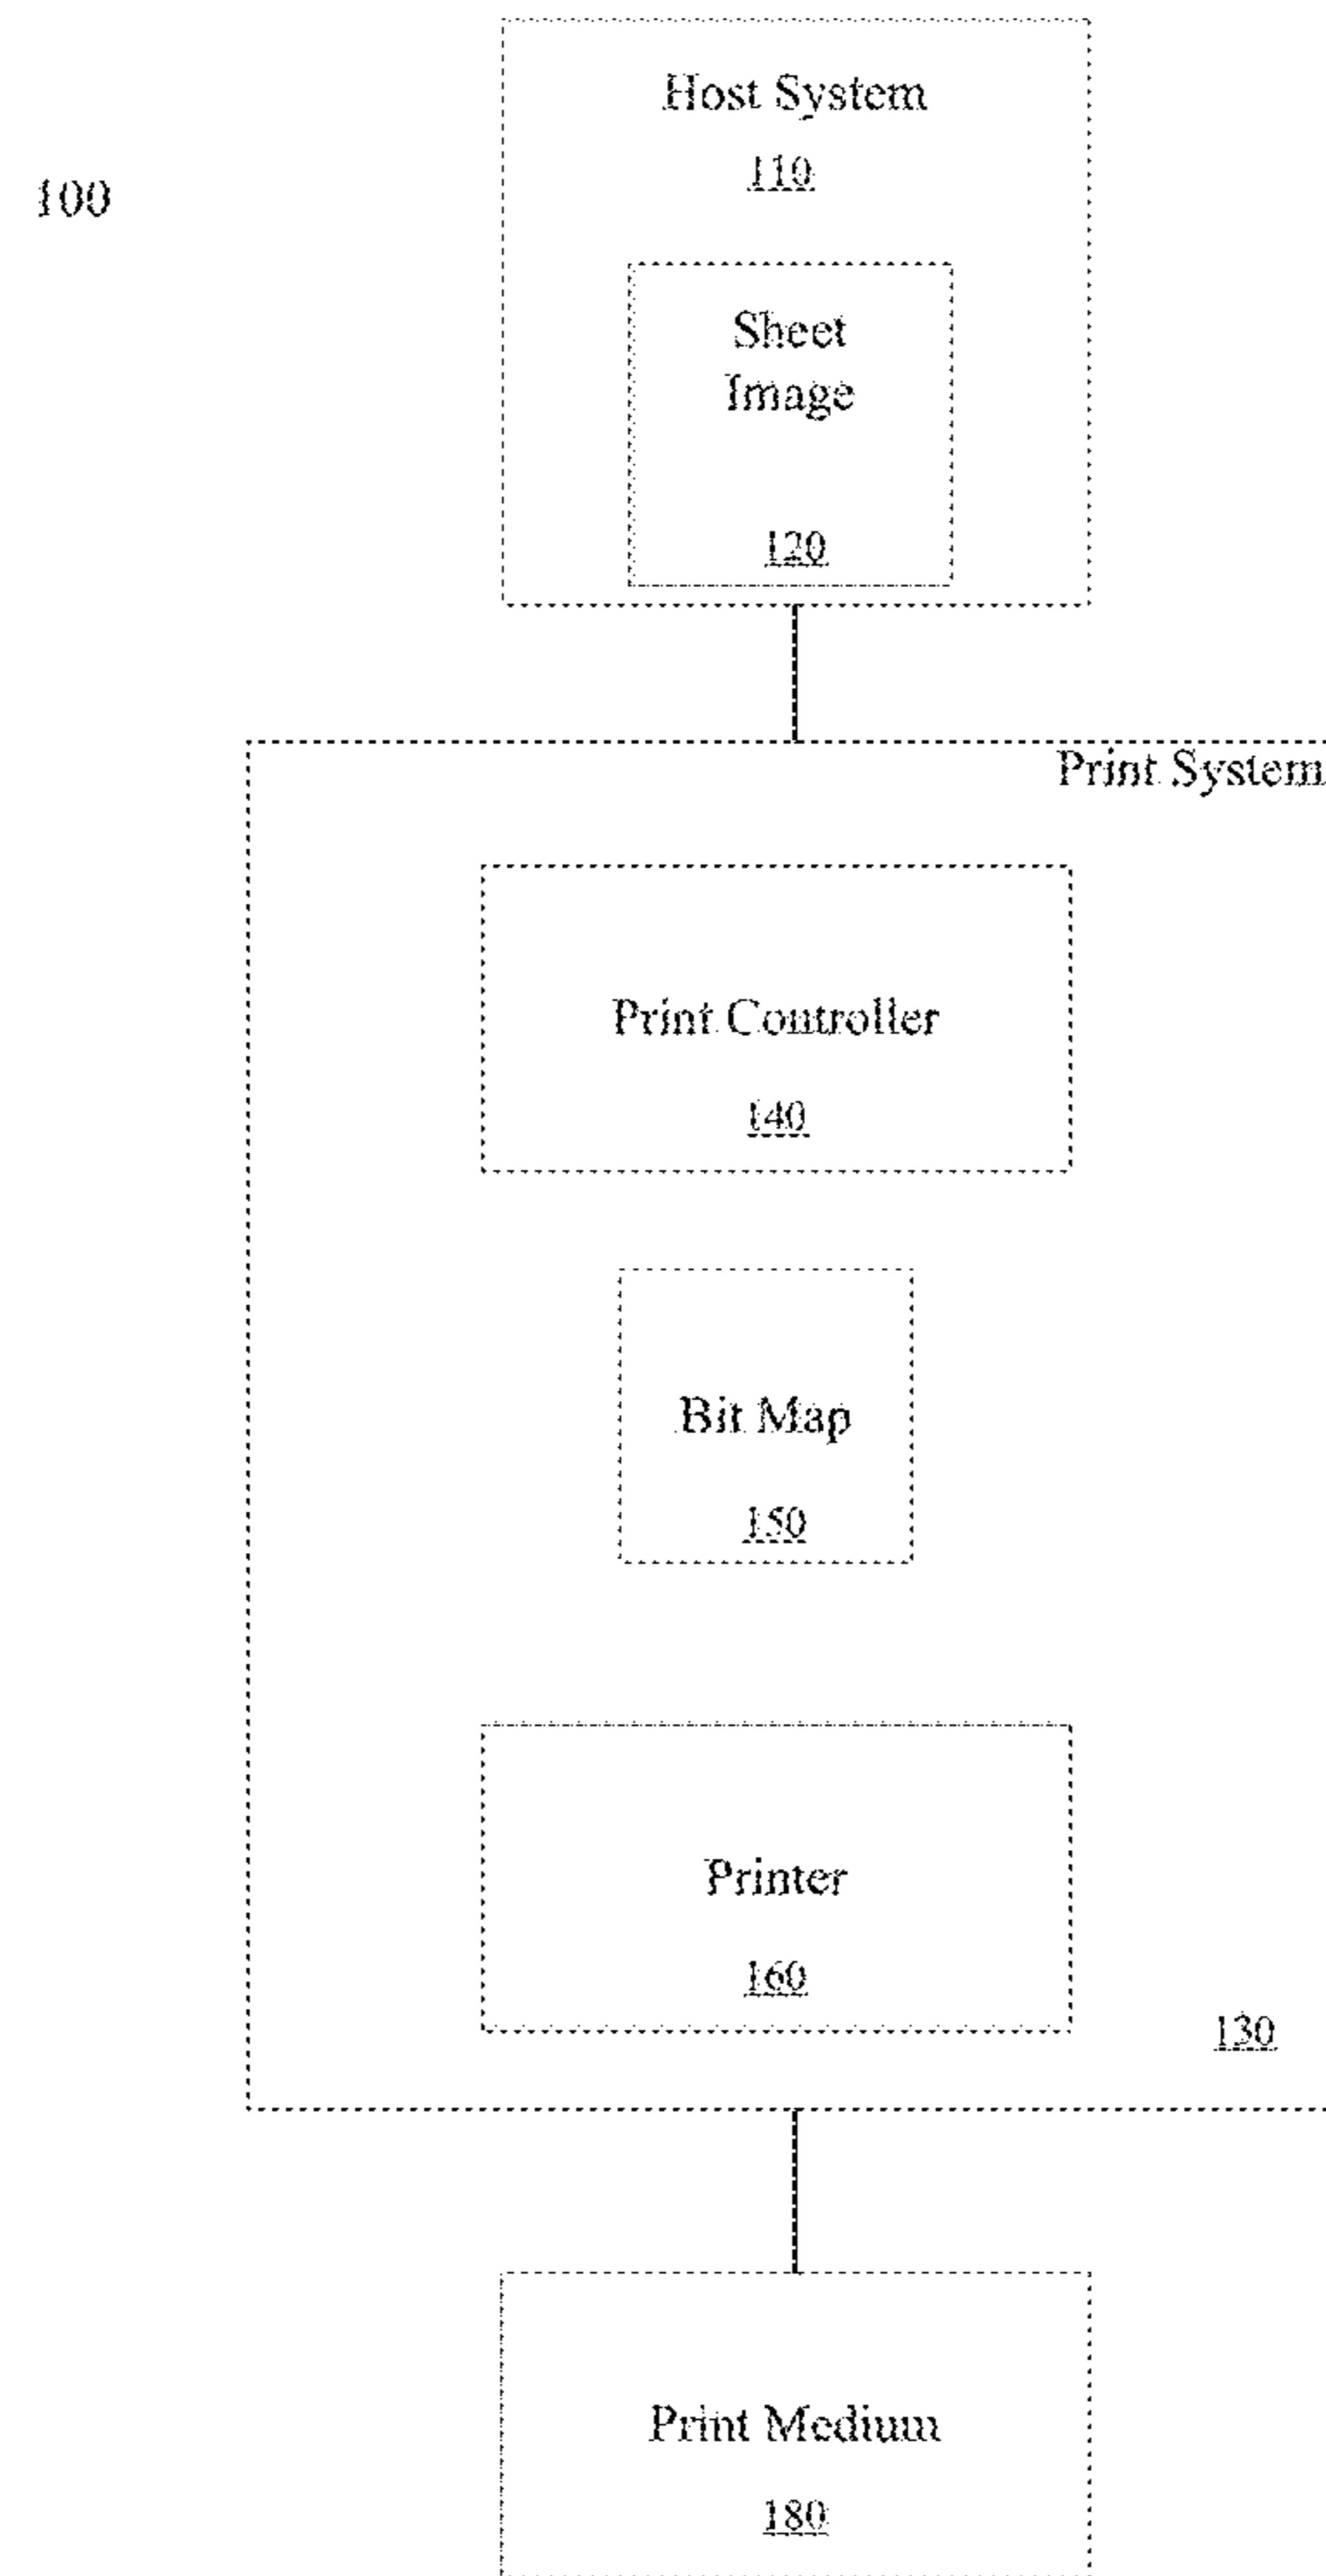 Host System
110
100
Sheet
Image
120
Print System
Print Controller
140
Bit Map
150
Printer
160
130
Print Medium
180